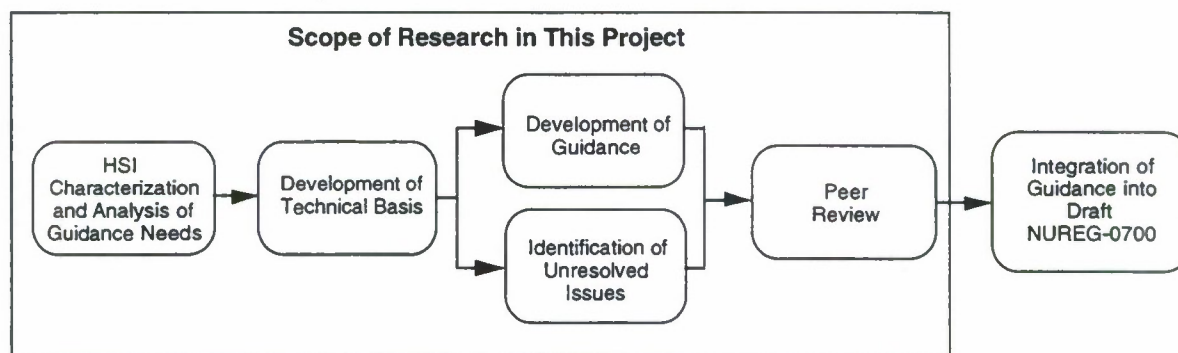 Scope of Research in This Project
HSI
Characterization
and Analysis of
Guidance Needs
Development of
Technical Basis
Development of
Guidance
Identification of
Unresolved
Issues
Peer
Review
Integration of
Guidance into
Draft
NUREG-0700